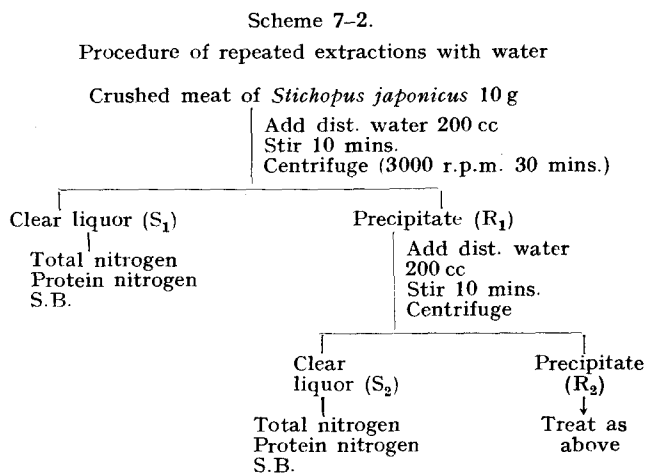 Scheme 7–2.
Procedure of repeated extractions with water
Crushed meat of Stichopus japonicus 10 g
Add dist. water 200 cc
Stir 10 mins.
Centrifuge (3000 r.p.m. 30 mins.)
Clear liquor (S₁)
Total nitrogen
Protein nitrogen
S.B.
Precipitate (R₁)
Add dist. water
200 cc
Stir 10 mins.
Centrifuge
Clear
liquor (S₂)
Total nitrogen
Protein nitrogen
S.B.
Precipitate
(R₂)
Treat as
above